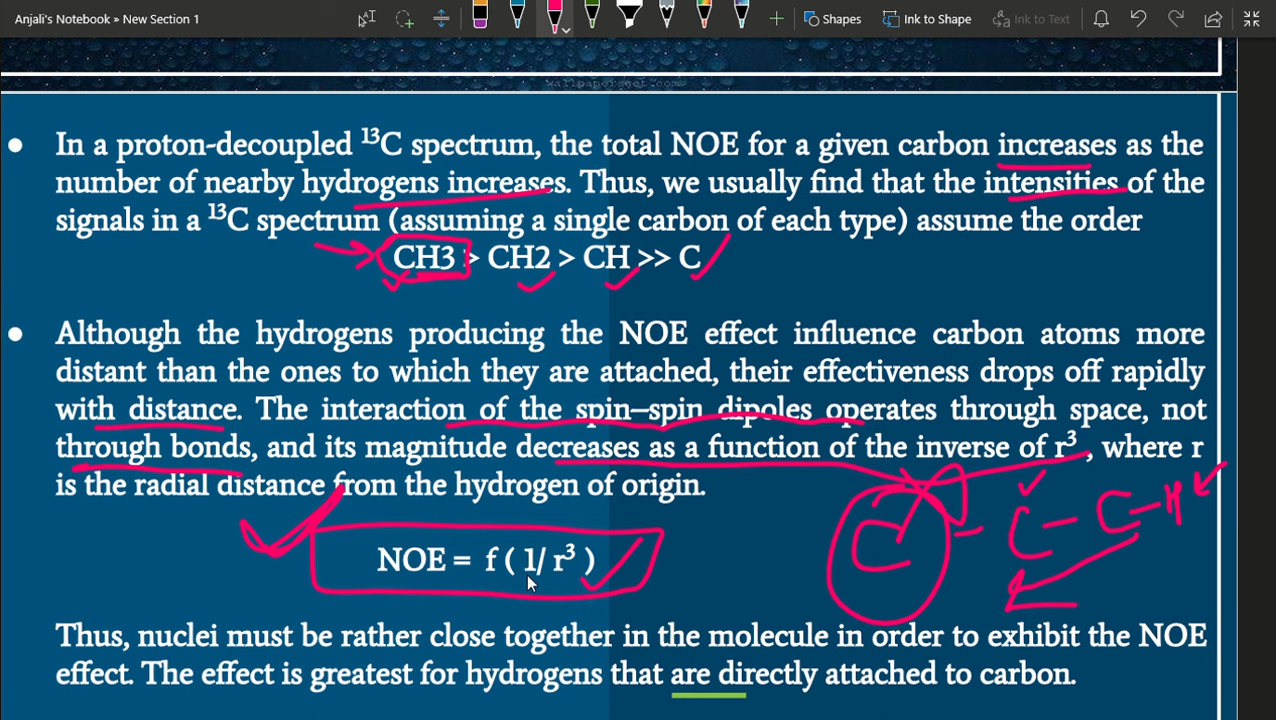 Anjali's Notebook » New Section 1
Shapes
Ink to Shape
Ink to Text
wallpapersget.com
• In a proton-decoupled ¹³C spectrum, the total NOE for a given carbon increases as the
number of nearby hydrogens increases. Thus, we usually find that the intensities of the
signals in a ¹³C spectrum (assuming a single carbon of each type) assume the order
CH3 > CH2 > CH >> C
• Although the hydrogens producing the NOE effect influence carbon atoms more
distant than the ones to which they are attached, their effectiveness drops off rapidly
with distance. The interaction of the spin–spin dipoles operates through space, not
through bonds, and its magnitude decreases as a function of the inverse of r³ , where r
is the radial distance from the hydrogen of origin.
C - C - C - H
NOE = f ( 1/ r³ )
Thus, nuclei must be rather close together in the molecule in order to exhibit the NOE
effect. The effect is greatest for hydrogens that are directly attached to carbon.